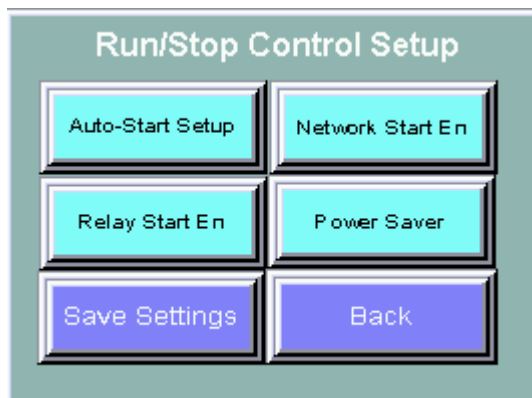 Run/Stop Control Setup
Auto-Start Setup
Network Start En
Relay Start En
Power Saver
Save Settings
Back